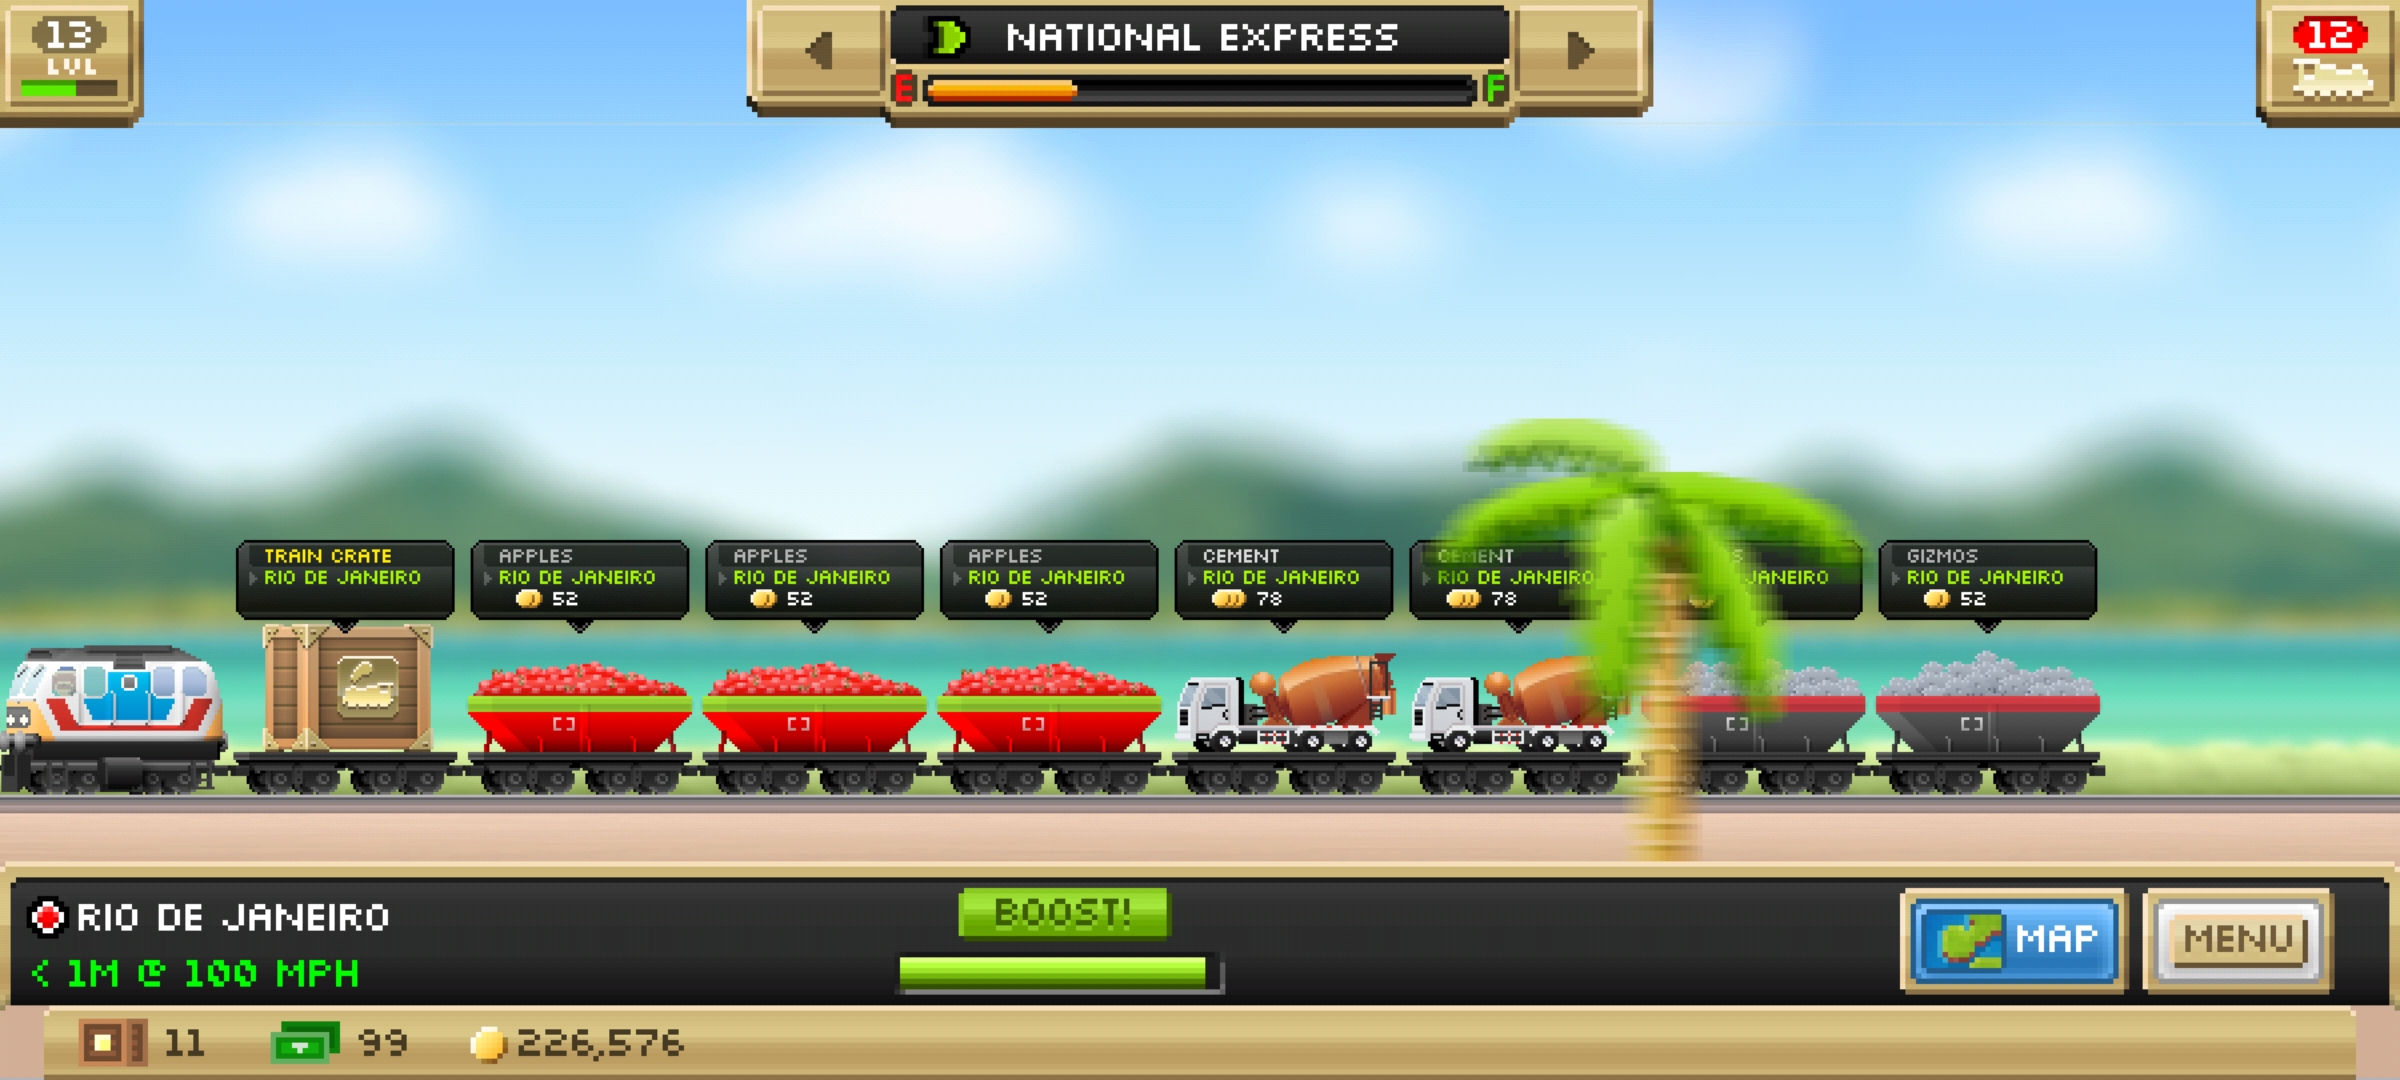 13
LVL
NATIONAL EXPRESS
E F
12
TRAIN CRATE
RIO DE JANEIRO
APPLES
RIO DE JANEIRO
52
APPLES
RIO DE JANEIRO
52
APPLES
RIO DE JANEIRO
52
CEMENT
RIO DE JANEIRO
78
CEMENT
RIO DE JANEIRO
78
JANEIRO
GIZMOS
RIO DE JANEIRO
52
RIO DE JANEIRO
< 1M @ 100 MPH
BOOST!
MAP
MENU
11
99
226,576